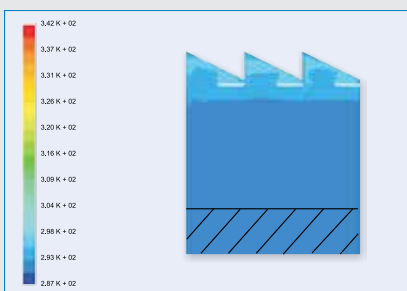 3.42 K + 02
3.37 K + 02
3.31 K + 02
3.26 K + 02
3.20 K + 02
3.16 K + 02
3.09 K + 02
3.04 K + 02
2.98 K + 02
2.93 K + 02
2.87 K + 02